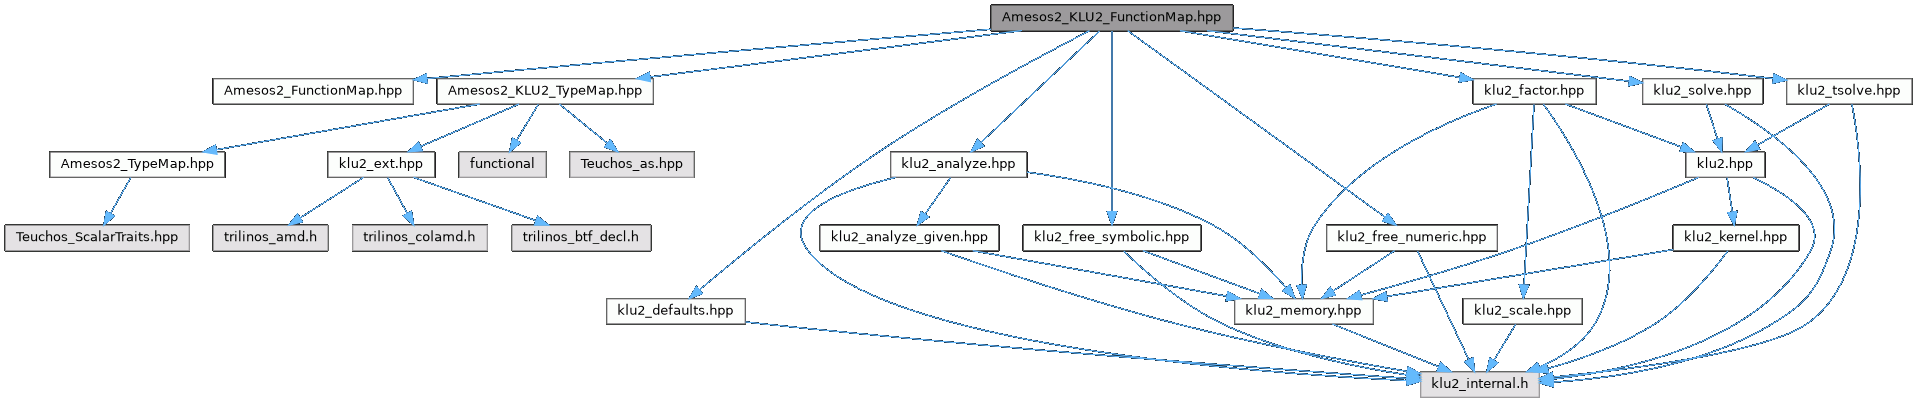 Amesos2_KLU2_FunctionMap.hpp
Amesos2_FunctionMap.hpp
Amesos2_KLU2_TypeMap.hpp
klu2_factor.hpp
klu2_solve.hpp
klu2_tsolve.hpp
Amesos2_TypeMap.hpp
klu2_ext.hpp
functional
Teuchos_as.hpp
klu2_analyze.hpp
klu2.hpp
Teuchos_ScalarTraits.hpp
trilinos_amd.h
trilinos_colamd.h
trilinos_btf_decl.h
klu2_analyze_given.hpp
klu2_free_symbolic.hpp
klu2_free_numeric.hpp
klu2_kernel.hpp
klu2_defaults.hpp
klu2_memory.hpp
klu2_scale.hpp
klu2_internal.h